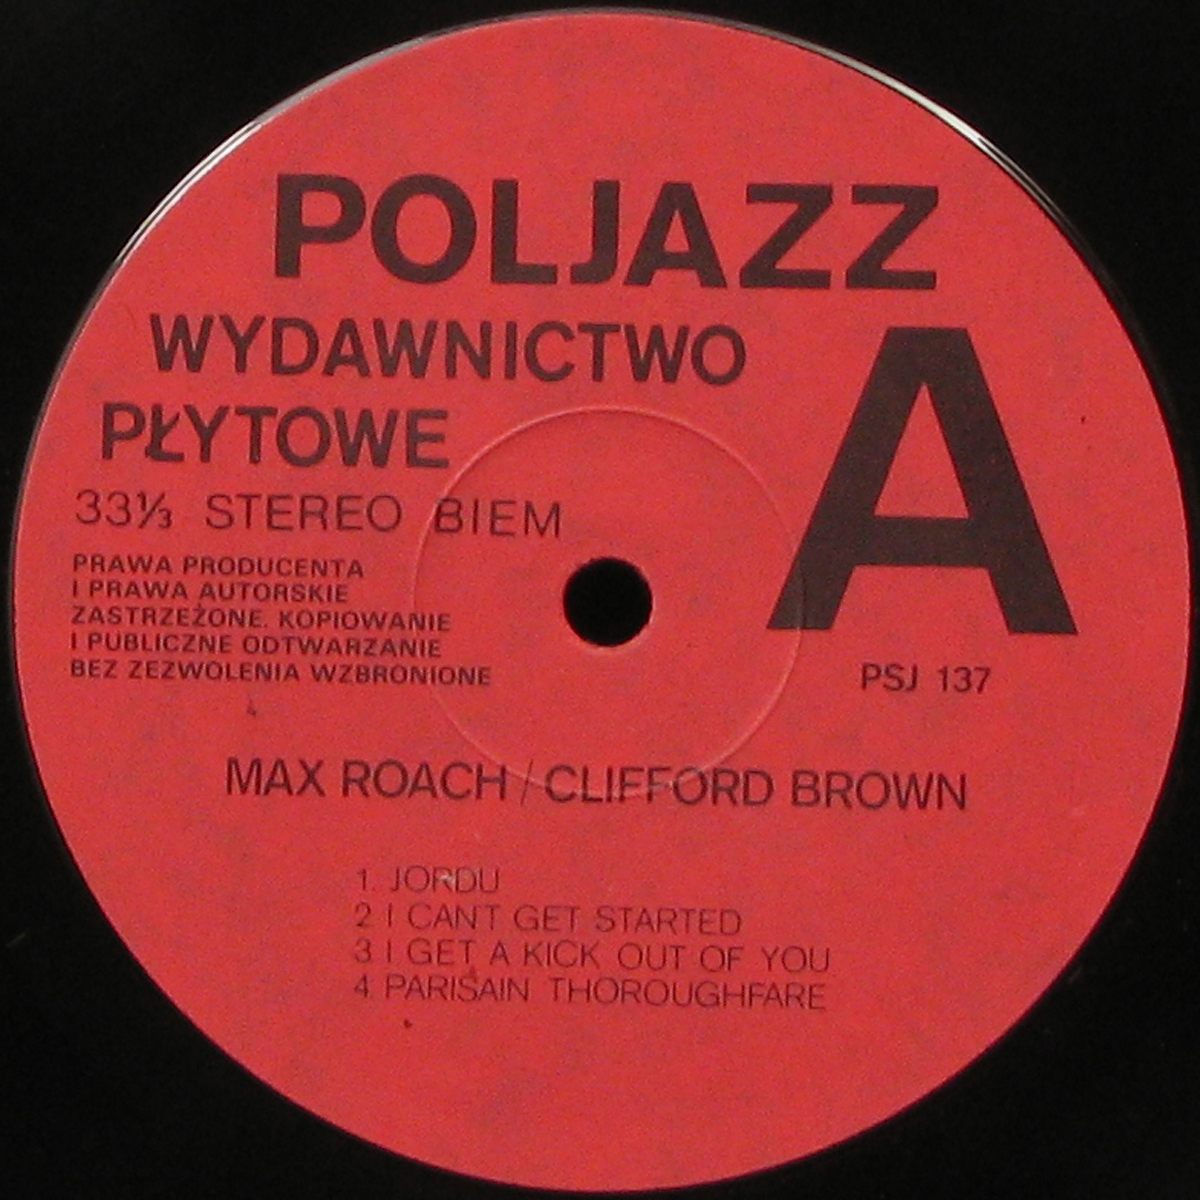 POLJAZZ
WYDAWNICTWO
PŁYTOWE
A
33⅓ STEREO BIEM
PRAWA PRODUCENTA
I PRAWA AUTORSKIE
ZASTRZEŻONE. KOPIOWANIE
I PUBLICZNE ODTWARZANIE
BEZ ZEZWOLENIA WZBRONIONE
PSJ 137
MAX ROACH / CLIFFORD BROWN
1. JORDU
2 I CANT GET STARTED
3 I GET A KICK OUT OF YOU
4 PARISAIN THOROUGHFARE